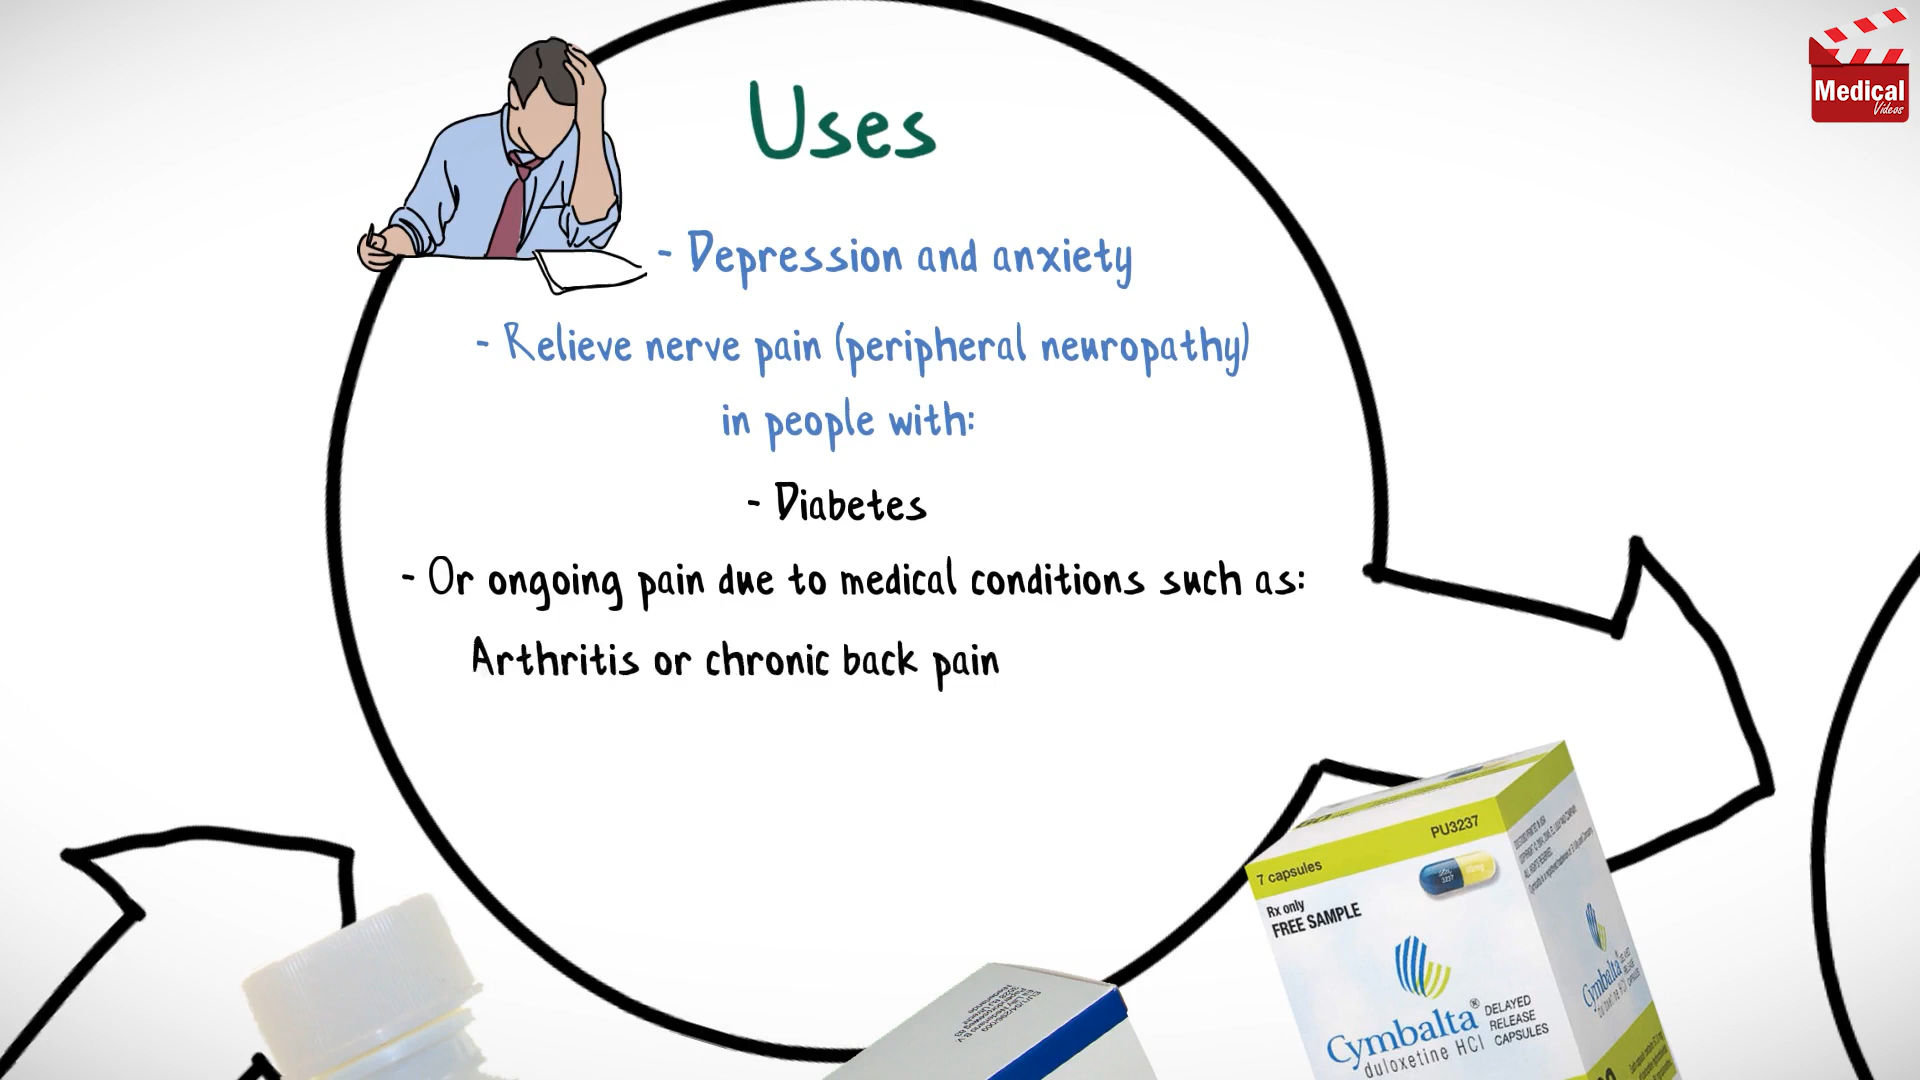 Medical
Videos
Uses
- Depression and anxiety
- Relieve nerve pain (peripheral neuropathy)
in people with:
- Diabetes
- Or ongoing pain due to medical conditions such as:
Arthritis or chronic back pain
PU3237
7 capsules
Rx only
FREE SAMPLE
Cymbalta®
duloxetine HCl
DELAYED
RELEASE
CAPSULES
Cymbalta